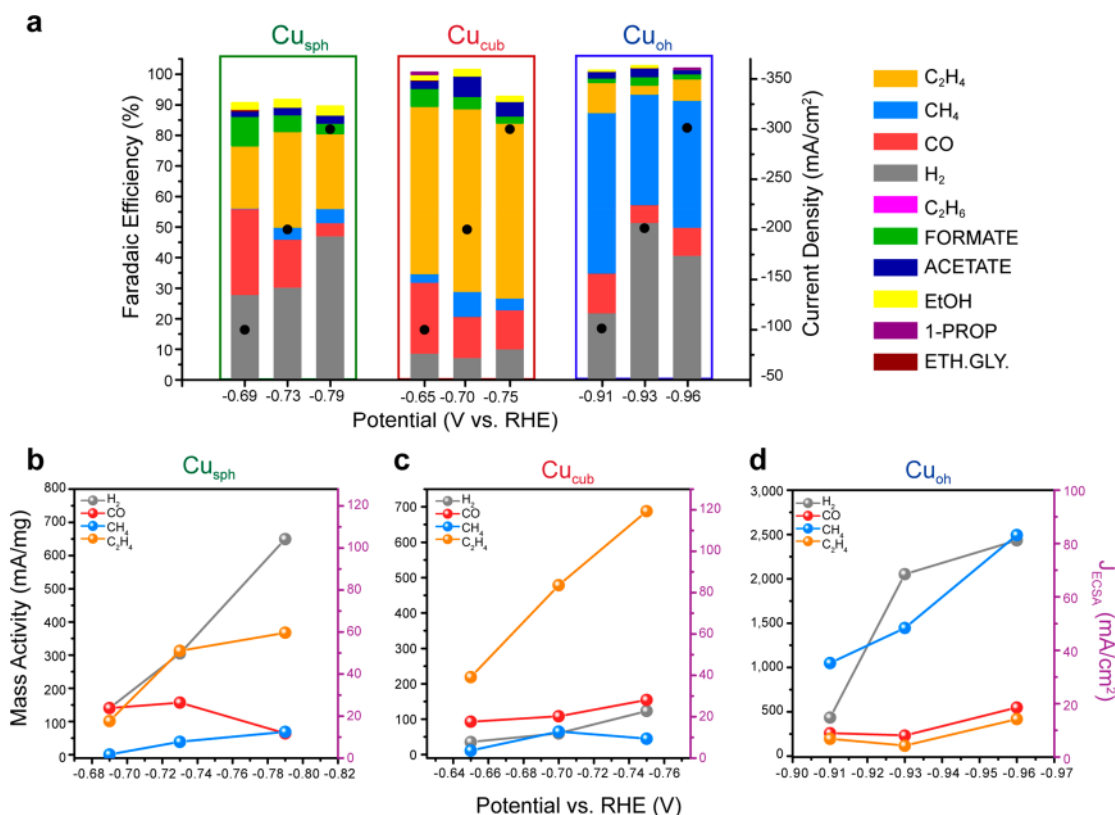 a
Cu_sph Cu_cub Cu_oh
Faradaic Efficiency (%)
100
90
80
70
60
50
40
30
20
10
0
-0.69 -0.73 -0.79 -0.65 -0.70 -0.75 -0.91 -0.93 -0.96
Potential (V vs. RHE)
-350
-300
-250
-200
-150
-100
-50
Current Density (mA/cm²)
C₂H₄
CH₄
CO
H₂
C₂H₆
FORMATE
ACETATE
EtOH
1-PROP
ETH.GLY.
b
Cu_sph
Mass Activity (mA/mg)
800
700
600
500
400
300
200
100
0
H₂
CO
CH₄
C₂H₄
120
100
80
60
40
20
0
-0.68 -0.70 -0.72 -0.74 -0.76 -0.78 -0.80 -0.82
c
Cu_cub
700
600
500
400
300
200
100
0
H₂
CO
CH₄
C₂H₄
120
100
80
60
40
20
0
-0.64 -0.66 -0.68 -0.70 -0.72 -0.74 -0.76
d
Cu_oh
3,000
2,500
2,000
1,500
1,000
500
0
H₂
CO
CH₄
C₂H₄
100
80
60
40
20
0
-0.90 -0.91 -0.92 -0.93 -0.94 -0.95 -0.96 -0.97
J_ECSA (mA/cm²)
Potential vs. RHE (V)